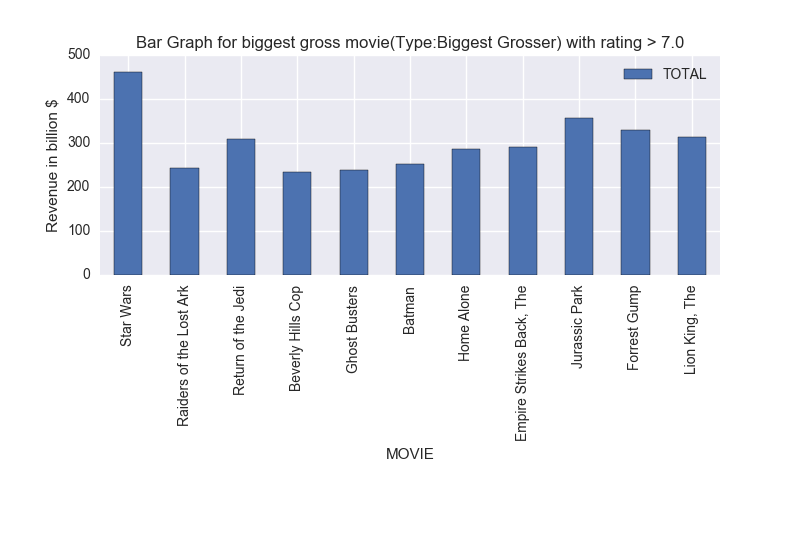 Bar Graph for biggest gross movie(Type:Biggest Grosser) with rating > 7.0
Revenue in billion $
500
400
300
200
100
0
TOTAL
Star Wars
Raiders of the Lost Ark
Return of the Jedi
Beverly Hills Cop
Ghost Busters
Batman
Home Alone
Empire Strikes Back, The
Jurassic Park
Forrest Gump
Lion King, The
MOVIE